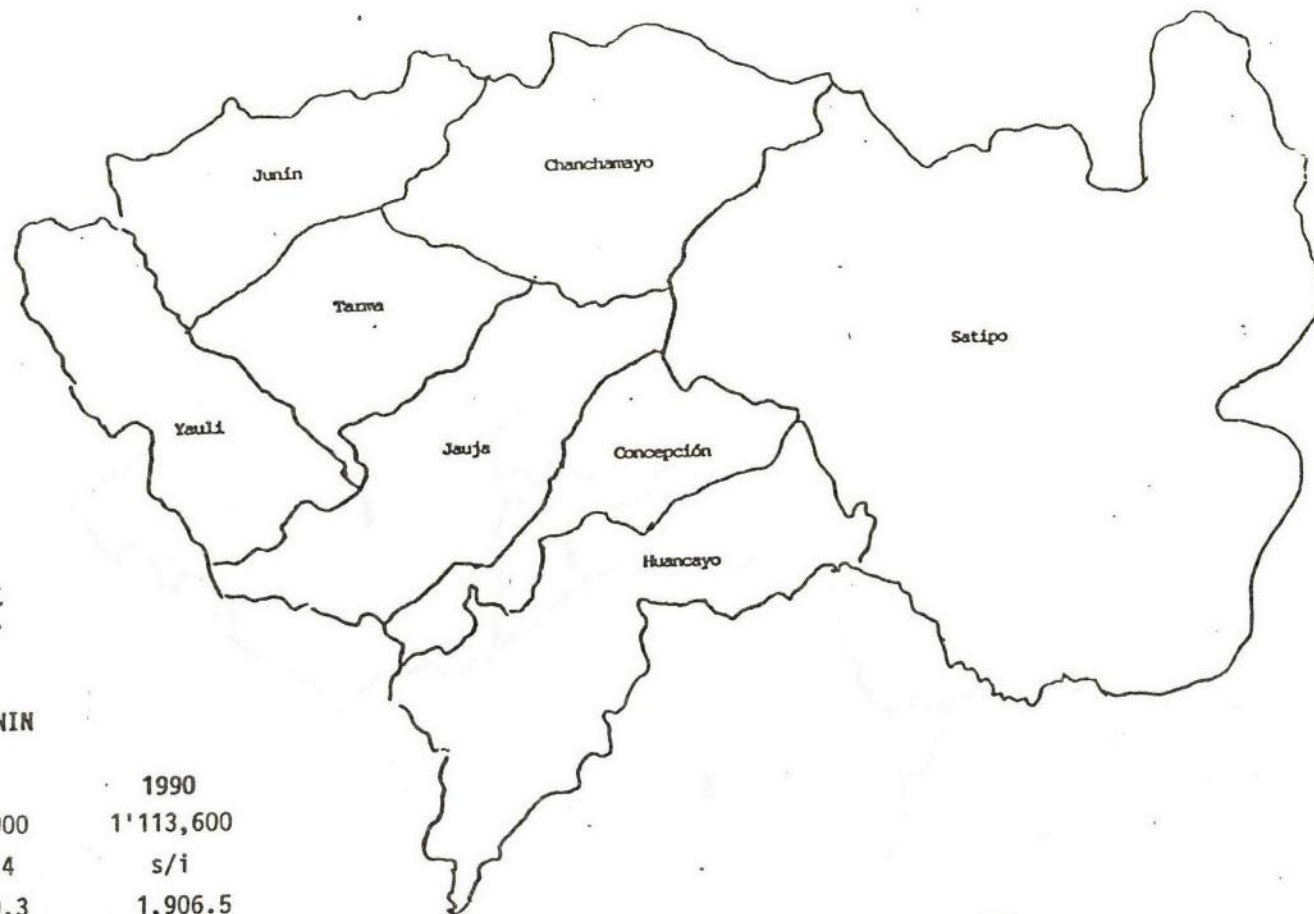 Junín
Chanchamayo
Tarma
Satipo
Yauli
Jauja
Concepción
Huancayo
NIN
1990
00 1'113,600
4 s/i
.3 1,906.5